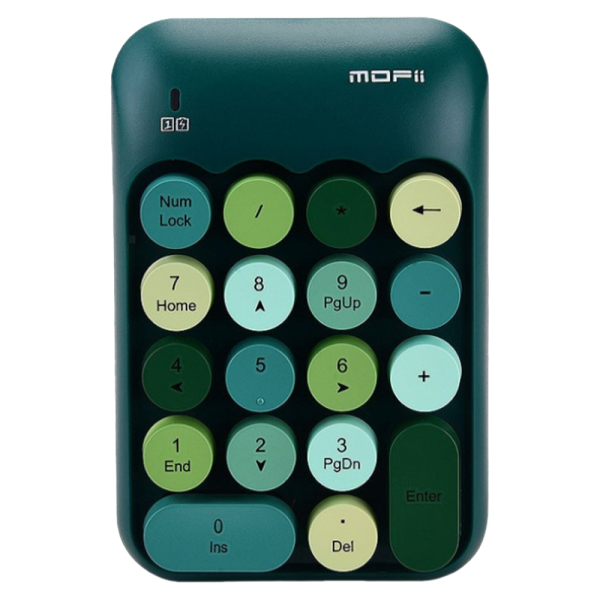 MOFii
1
Num
Lock
/
*
←
7
Home
8
9
PgUp
-
4
5
6
+
1
End
2
3
PgDn
Enter
0
Ins
.
Del